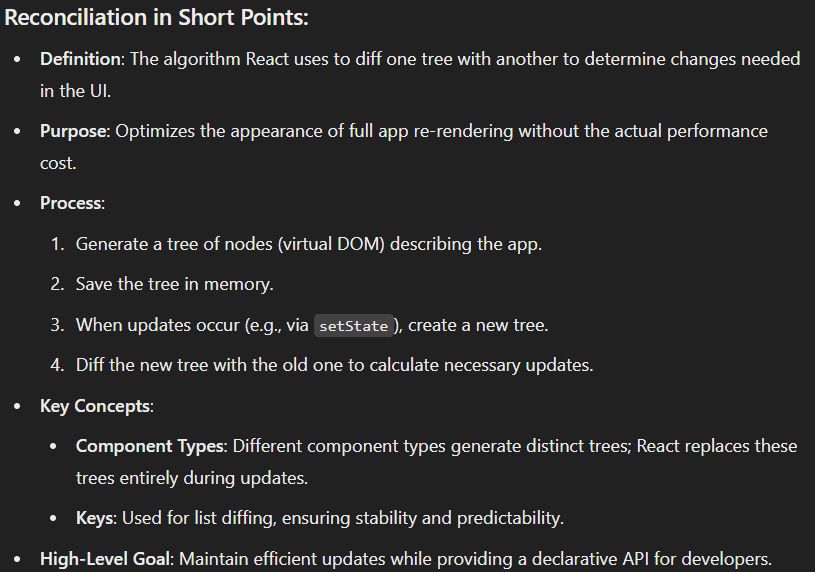 Reconciliation in Short Points:
• Definition: The algorithm React uses to diff one tree with another to determine changes needed
in the UI.
• Purpose: Optimizes the appearance of full app re-rendering without the actual performance
cost.
• Process:
1. Generate a tree of nodes (virtual DOM) describing the app.
2. Save the tree in memory.
3. When updates occur (e.g., via setState), create a new tree.
4. Diff the new tree with the old one to calculate necessary updates.
• Key Concepts:
• Component Types: Different component types generate distinct trees; React replaces these
trees entirely during updates.
• Keys: Used for list diffing, ensuring stability and predictability.
• High-Level Goal: Maintain efficient updates while providing a declarative API for developers.